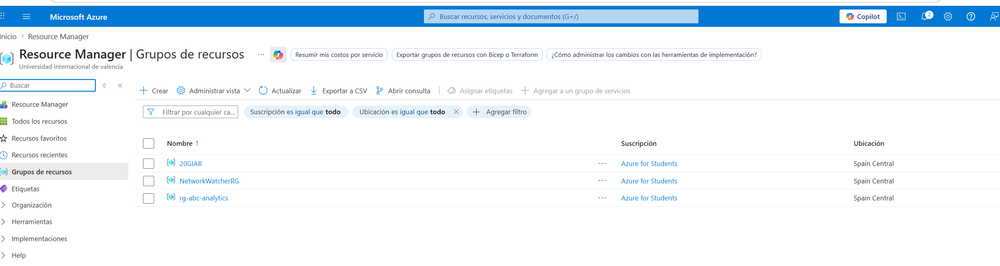 Microsoft Azure
Buscar recursos, servicios y documentos (G+/)
Copilot
2
Inicio > Resource Manager
Resource Manager | Grupos de recursos
Universidad internacional de valencia
Resumir mis costos por servicio
Exportar grupos de recursos con Bicep o Terraform
¿Cómo administrar los cambios con las herramientas de implementación?
Buscar
Resource Manager
Todos los recursos
Recursos favoritos
Recursos recientes
Grupos de recursos
Etiquetas
Organización
Herramientas
Implementaciones
Help
Crear Administrar vista Actualizar Exportar a CSV Abrir consulta Asignar etiquetas Agregar a un grupo de servicios
Filtrar por cualquier ca... Suscripción es igual que todo Ubicación es igual que todo Agregar filtro
Nombre ↑ Suscripción Ubicación
20GIAR ... Azure for Students Spain Central
NetworkWatcherRG ... Azure for Students Spain Central
rg-abc-analytics ... Azure for Students Spain Central